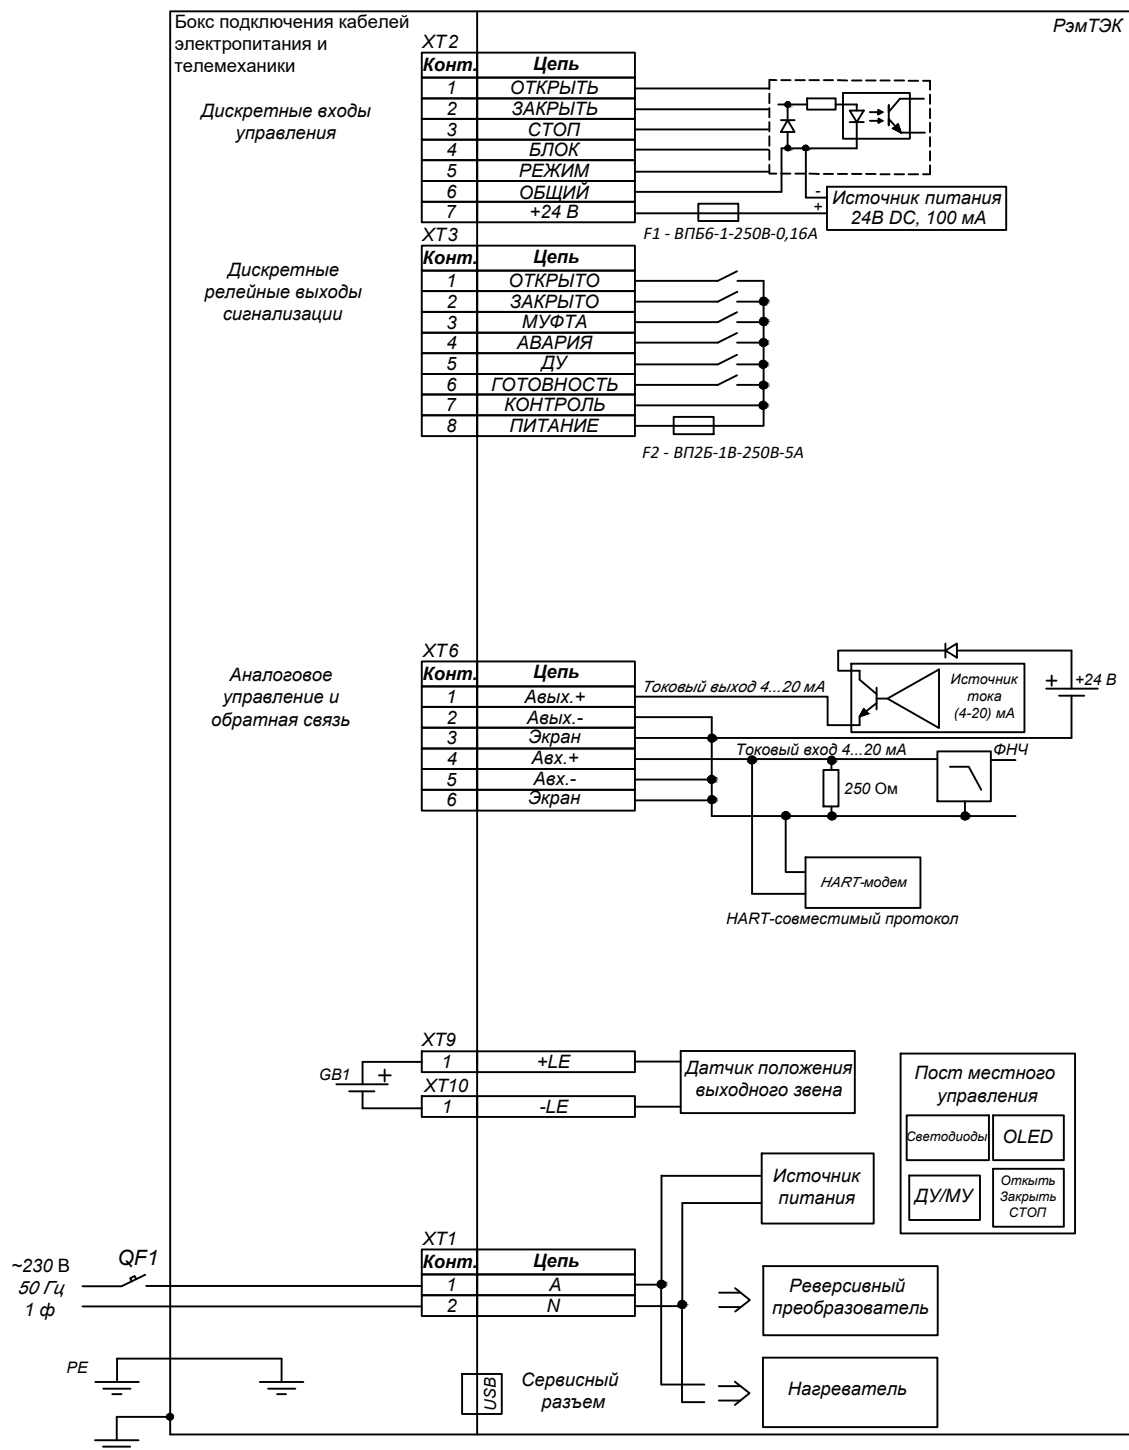 Бокс подключения кабелей
электропитания и
телемеханики
РэмТЭК
Дискретные входы
управления
XT2
Конт. Цепь
1 ОТКРЫТЬ
2 ЗАКРЫТЬ
3 СТОП
4 БЛОК
5 РЕЖИМ
6 ОБЩИЙ
7 +24 В
-
+
Источник питания
24В DC, 100 мА
F1 - ВПБ6-1-250В-0,16А
Дискретные
релейные выходы
сигнализации
XT3
Конт. Цепь
1 ОТКРЫТО
2 ЗАКРЫТО
3 МУФТА
4 АВАРИЯ
5 ДУ
6 ГОТОВНОСТЬ
7 КОНТРОЛЬ
8 ПИТАНИЕ
F2 - ВП2Б-1В-250В-5А
Аналоговое
управление и
обратная связь
XT6
Конт. Цепь
1 Авых.+
2 Авых.-
3 Экран
4 Авх.+
5 Авх.-
6 Экран
Токовый выход 4...20 мА
Источник
тока
(4-20) мА
+
+24 В
Токовый вход 4...20 мА
ФНЧ
250 Ом
HART-модем
HART-совместимый протокол
XT9
1 +LE
GB1 +
XT10
1 -LE
Датчик положения
выходного звена
Пост местного
управления
Светодиоды
OLED
ДУ/МУ
Откыть
Закрыть
СТОП
Источник
питания
XT1
Конт. Цепь
1 A
2 N
~230 В
50 Гц
1 ф
QF1
Реверсивный
преобразователь
PE
USB
Сервисный
разъем
Нагреватель